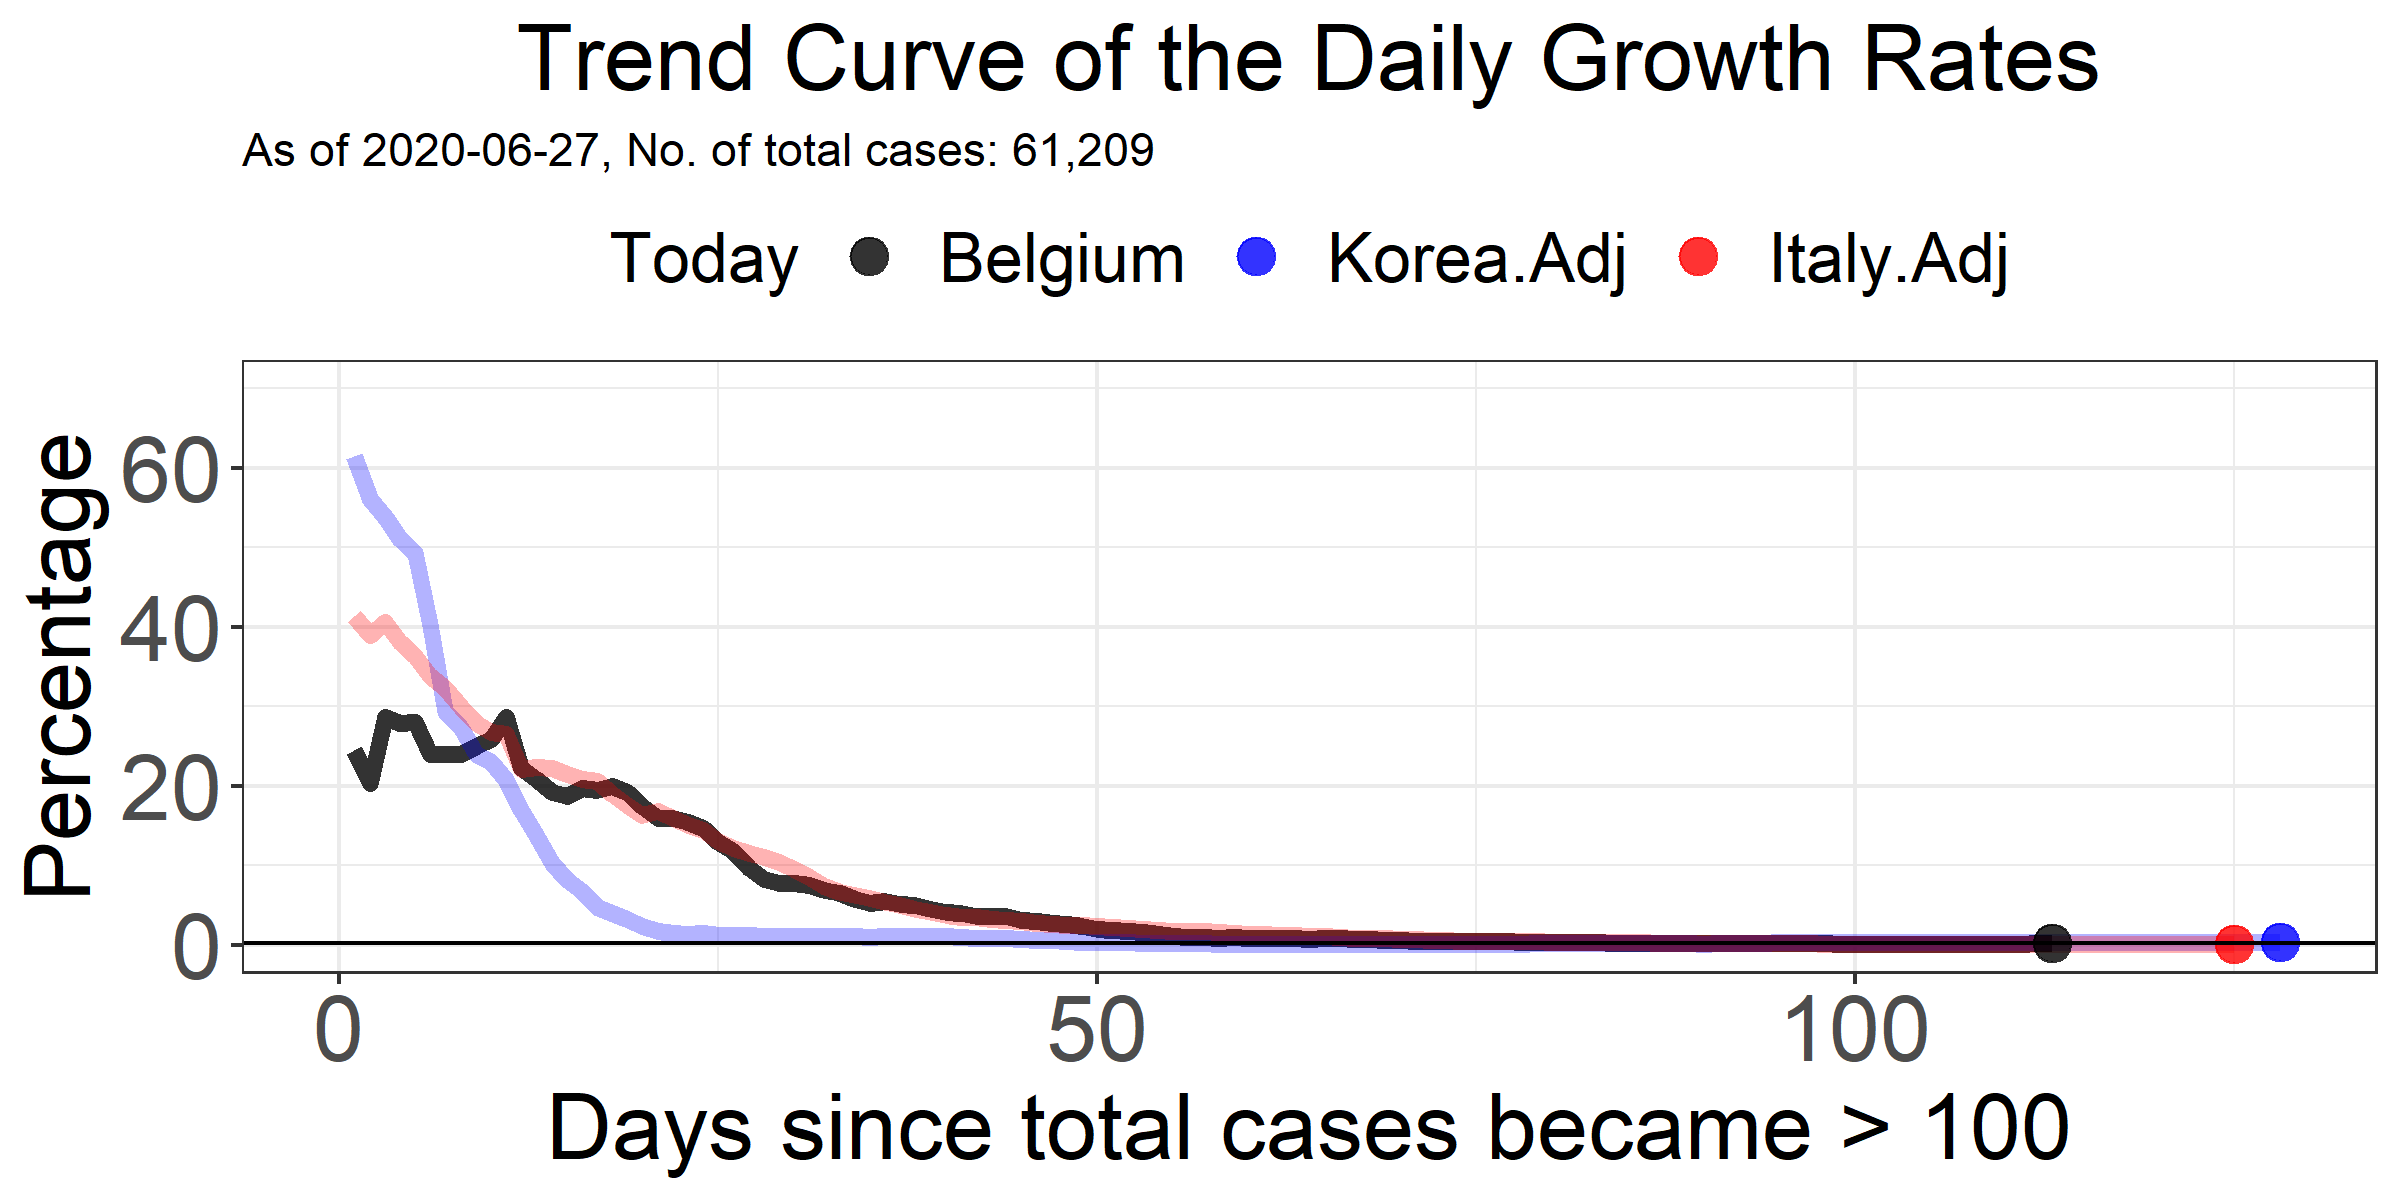 Trend Curve of the Daily Growth Rates
As of 2020-06-27, No. of total cases: 61,209
Today Belgium Korea.Adj Italy.Adj
Percentage
60
40
20
0
0 50 100
Days since total cases became > 100